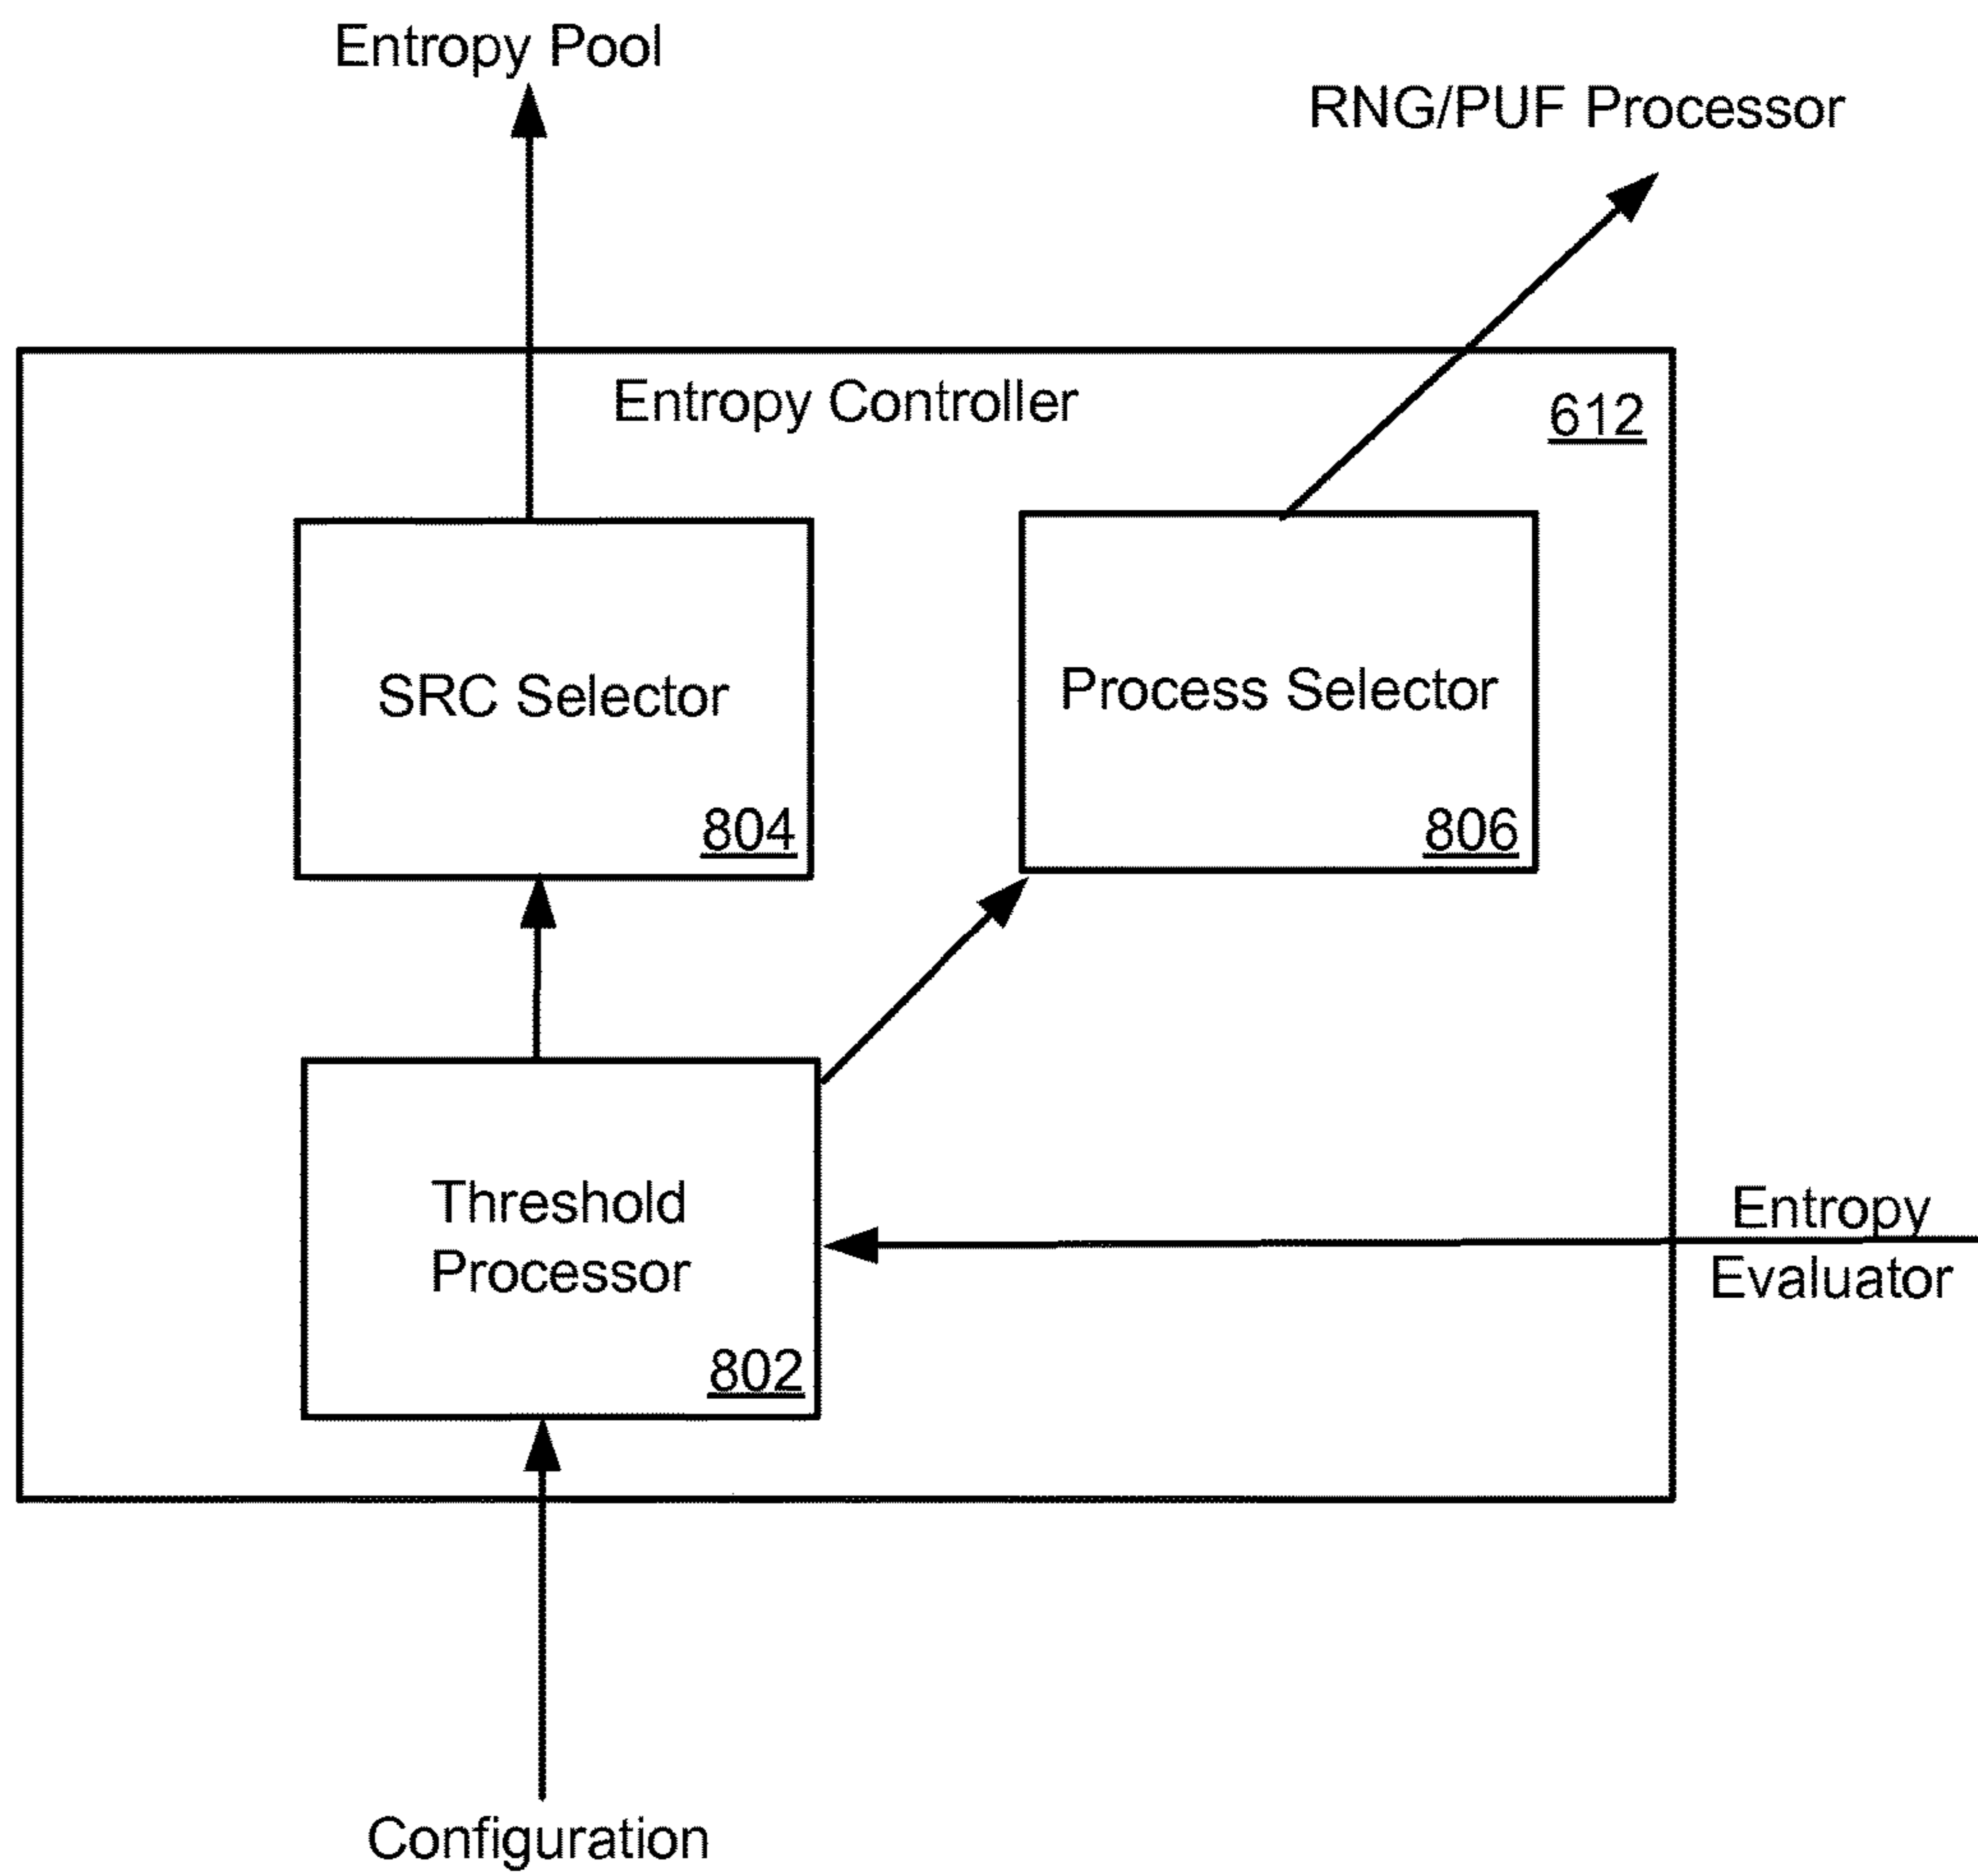 Entropy Pool
RNG/PUF Processor
Entropy Controller
612
SRC Selector
804
Process Selector
806
Threshold
Processor
802
Entropy
Evaluator
Configuration